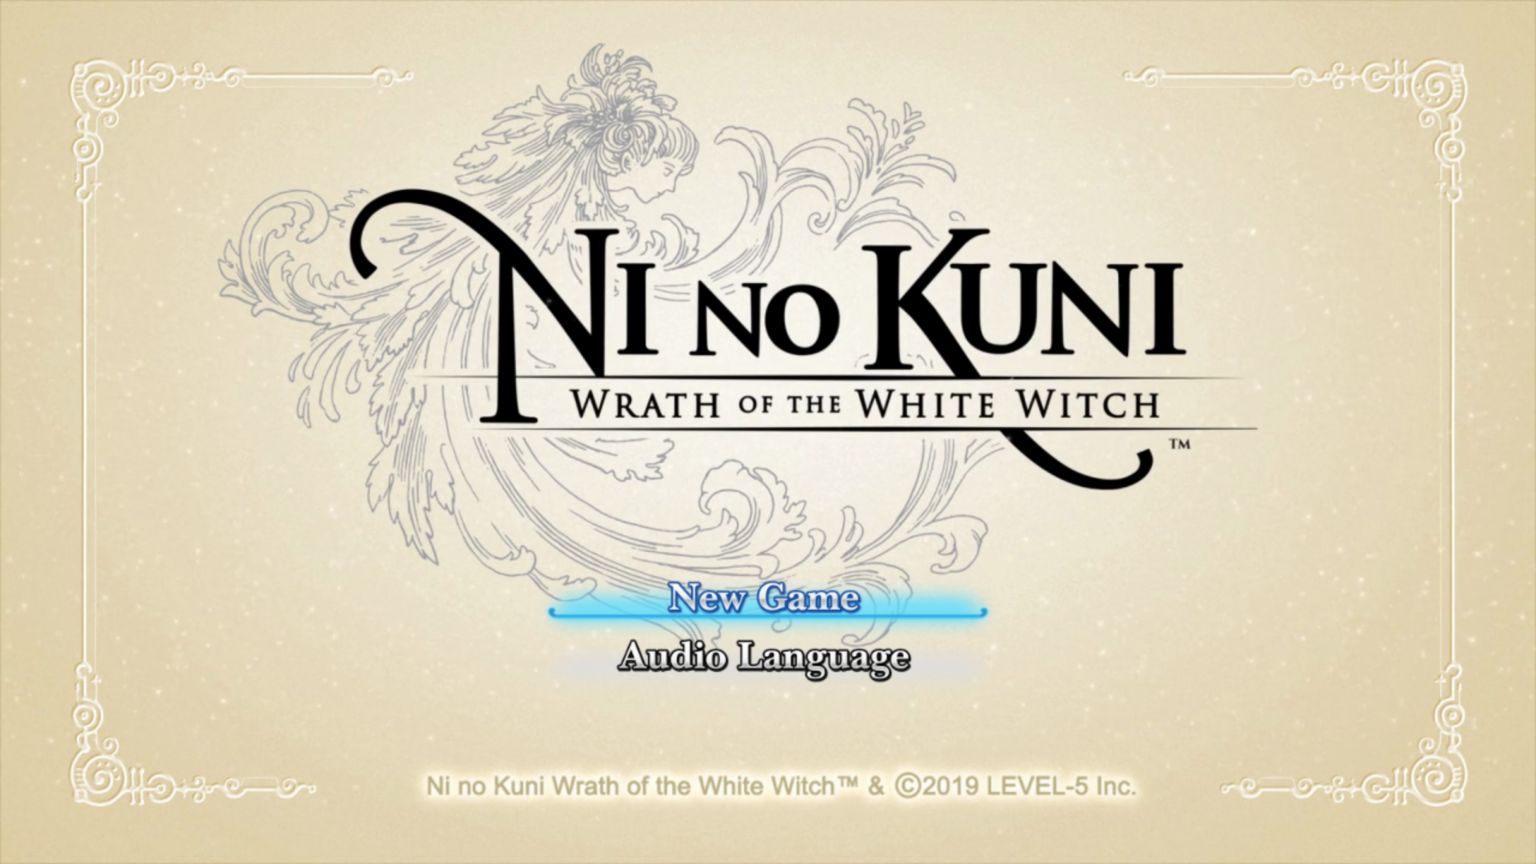 Ni no Kuni
Wrath of the White Witch
™
New Game
Audio Language
Ni no Kuni Wrath of the White Witch™ & ©2019 LEVEL-5 Inc.